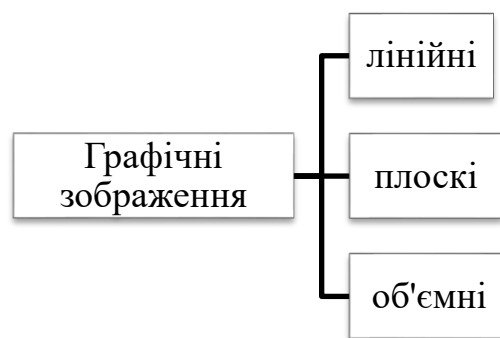 лінійні
Графічні
зображення
плоскі
об'ємні